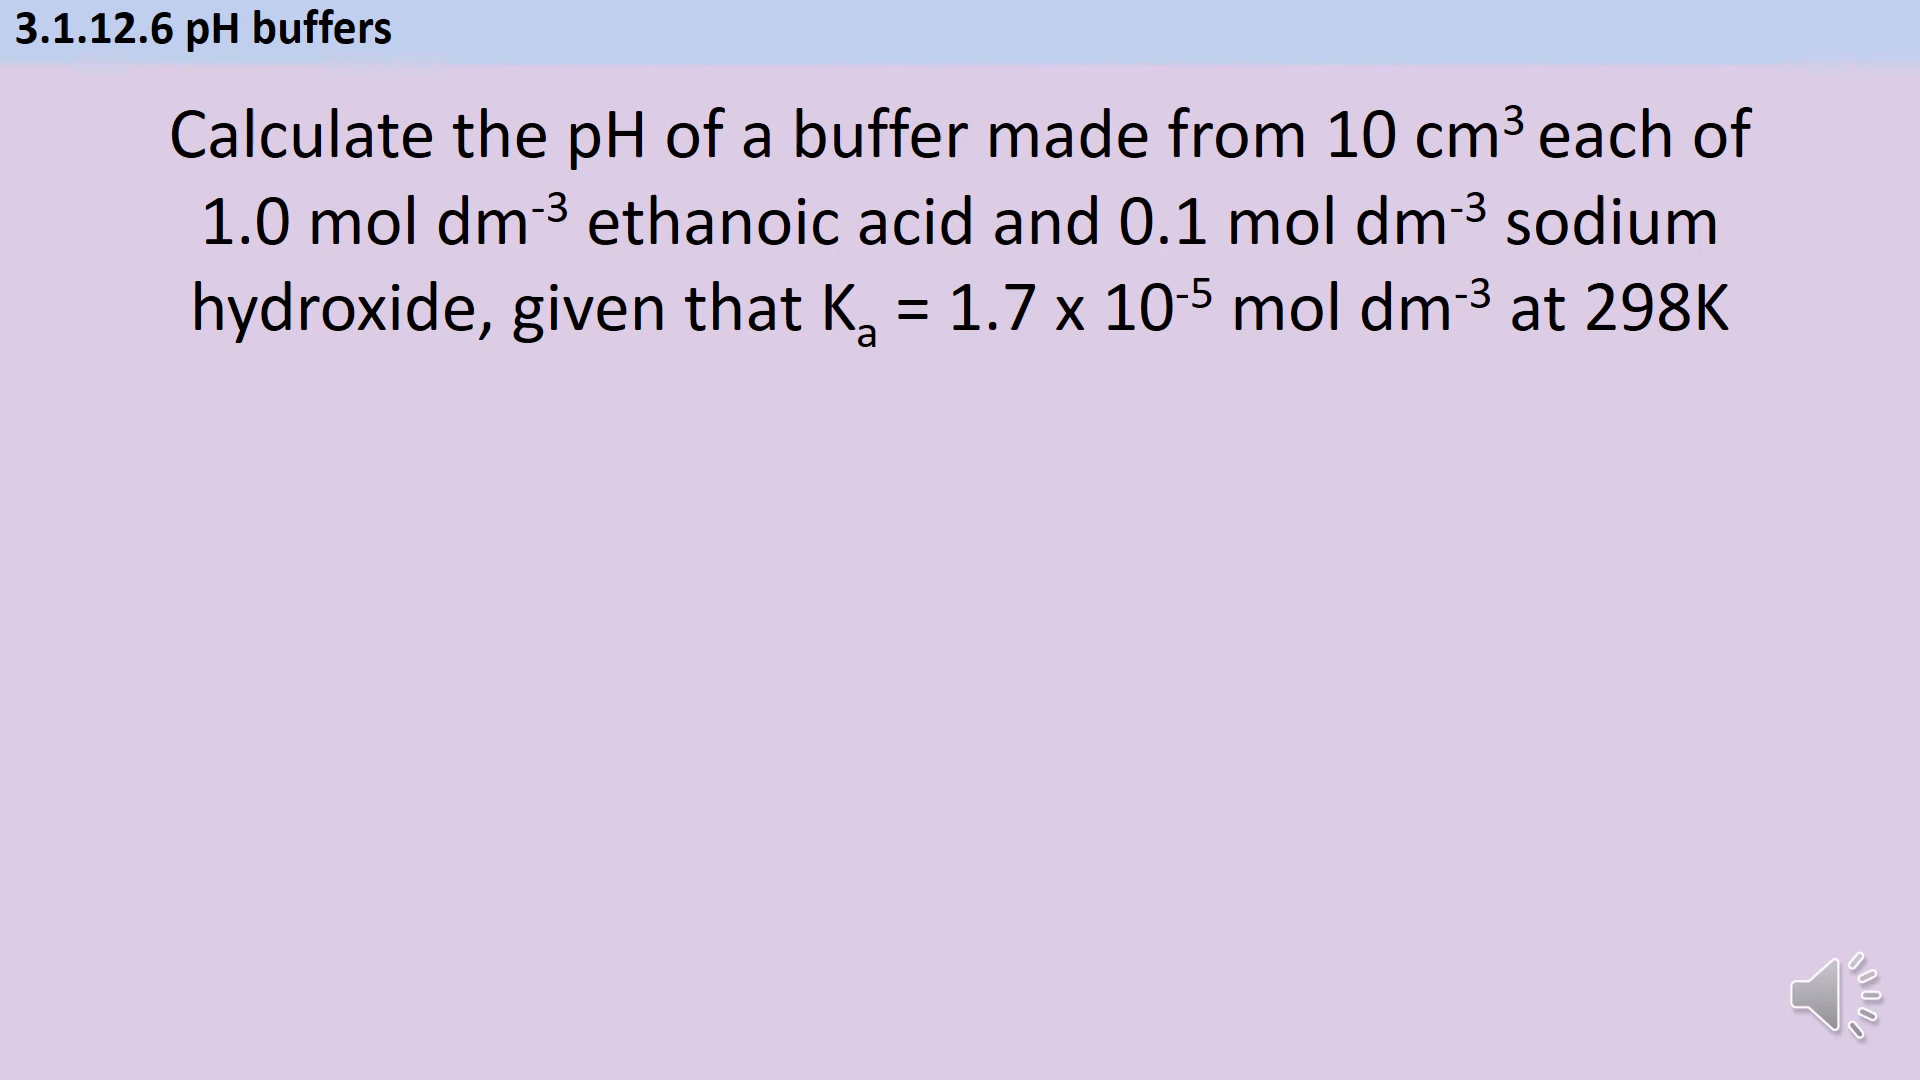 3.1.12.6 pH buffers
Calculate the pH of a buffer made from 10 cm³ each of
1.0 mol dm⁻³ ethanoic acid and 0.1 mol dm⁻³ sodium
hydroxide, given that Kₐ = 1.7 x 10⁻⁵ mol dm⁻³ at 298K